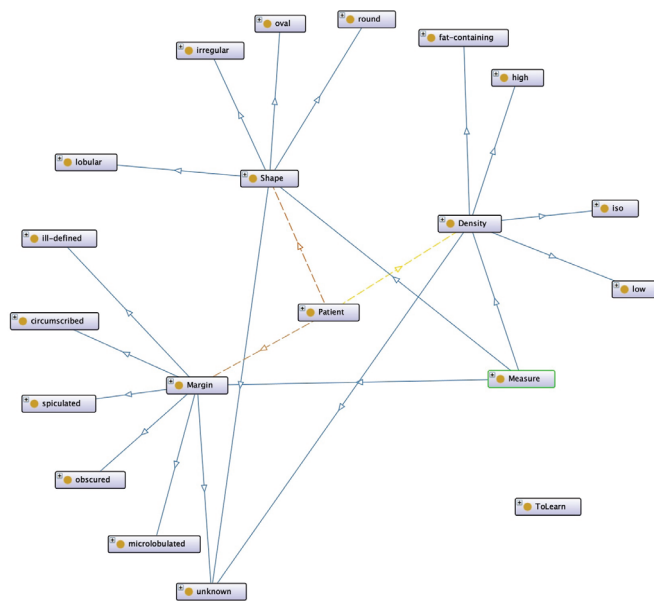 oval
round
irregular
fat-containing
high
lobular
Shape
iso
Density
ill-defined
low
Patient
circumscribed
Measure
Margin
spiculated
obscured
ToLearn
microlobulated
unknown